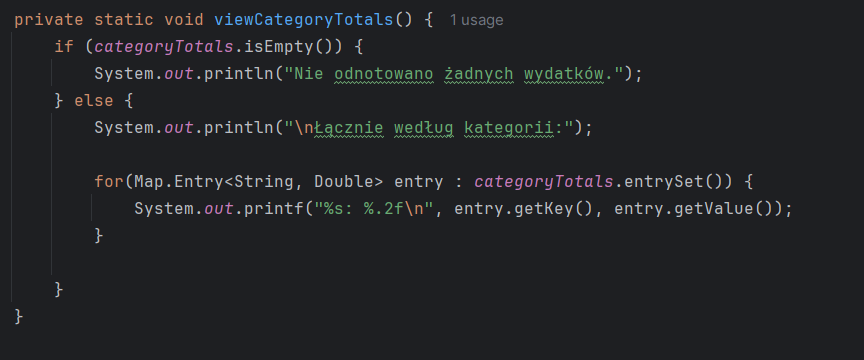 private static void viewCategoryTotals() { 1 usage
if (categoryTotals.isEmpty()) {
System.out.println("Nie odnotowano żadnych wydatków.");
} else {
System.out.println("\nŁącznie według kategorii:");
for(Map.Entry<String, Double> entry : categoryTotals.entrySet()) {
System.out.printf("%s: %.2f\n", entry.getKey(), entry.getValue());
}
}
}